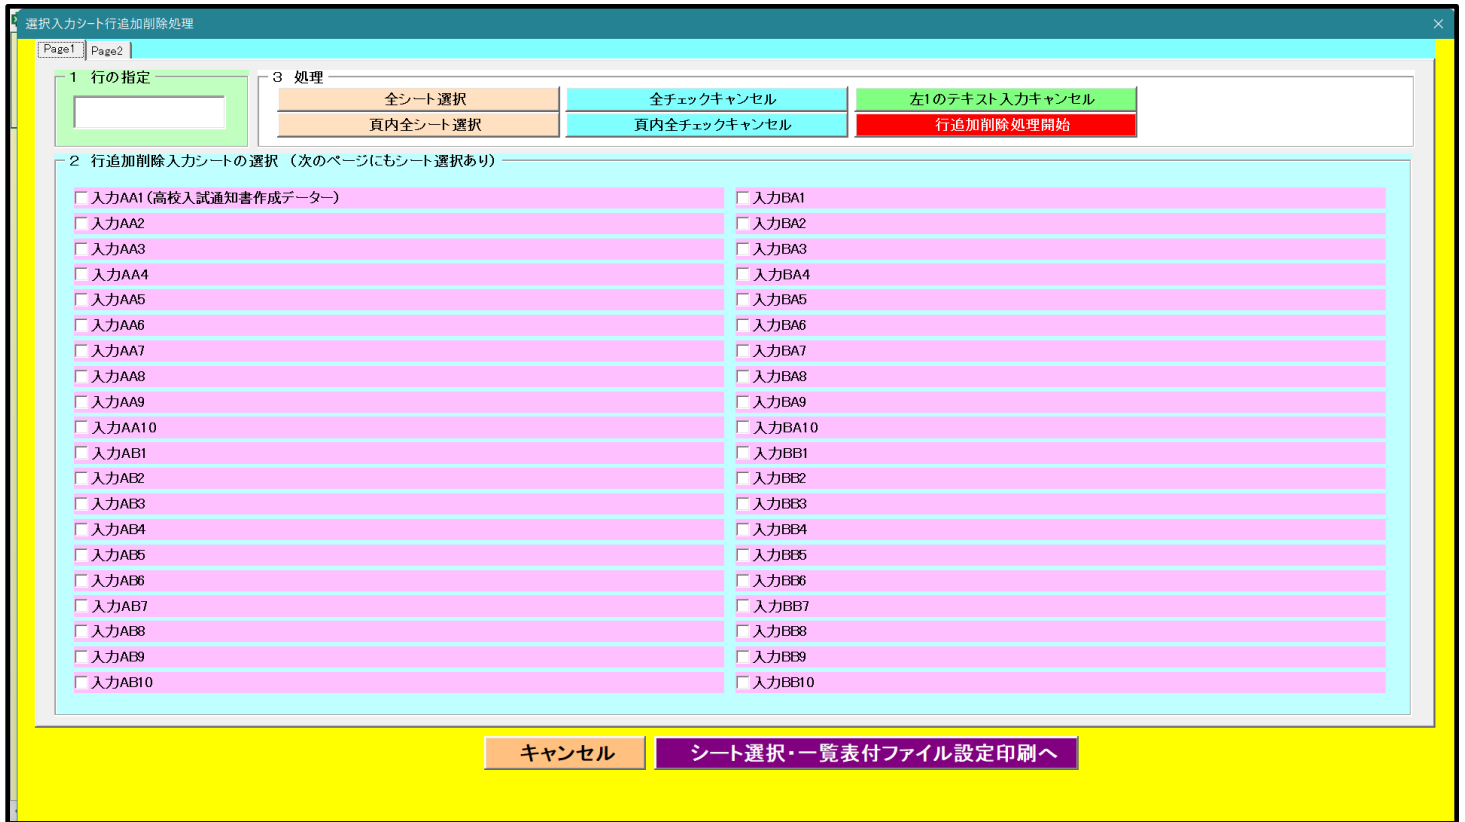 選択入力シート行追加削除処理
Page1 Page2
1 行の指定
3 処理
全シート選択 全チェックキャンセル 左1のテキスト入力キャンセル
頁内全シート選択 頁内全チェックキャンセル 行追加削除処理開始
2 行追加削除入力シートの選択 (次のページにもシート選択あり)
入力AA1(高校入試通知書作成データー)
入力AA2
入力AA3
入力AA4
入力AA5
入力AA6
入力AA7
入力AA8
入力AA9
入力AA10
入力AB1
入力AB2
入力AB3
入力AB4
入力AB5
入力AB6
入力AB7
入力AB8
入力AB9
入力AB10
入力BA1
入力BA2
入力BA3
入力BA4
入力BA5
入力BA6
入力BA7
入力BA8
入力BA9
入力BA10
入力BB1
入力BB2
入力BB3
入力BB4
入力BB5
入力BB6
入力BB7
入力BB8
入力BB9
入力BB10
キャンセル
シート選択・一覧表付ファイル設定印刷へ